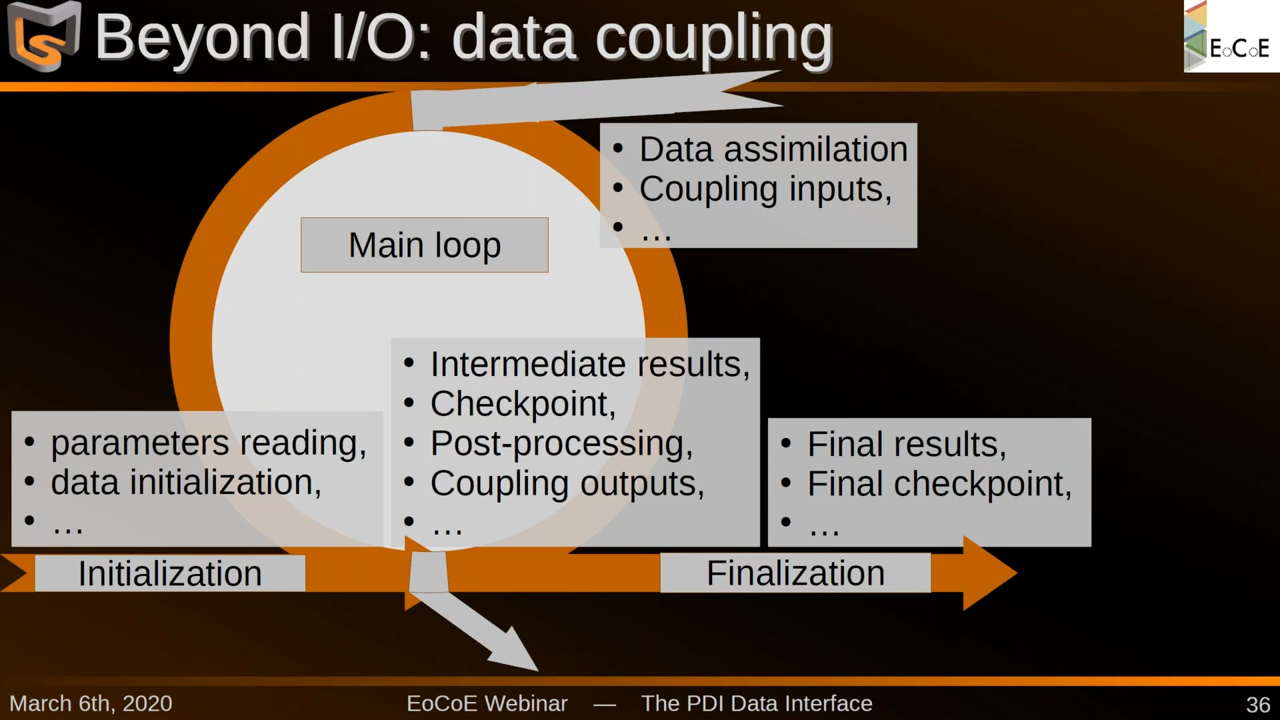 Beyond I/O: data coupling
EoCoE
• Data assimilation
• Coupling inputs,
• …
Main loop
• Intermediate results,
• Checkpoint,
• Post-processing,
• Coupling outputs,
• …
• parameters reading,
• data initialization,
• …
• Final results,
• Final checkpoint,
• …
Initialization
Finalization
March 6th, 2020
EoCoE Webinar — The PDI Data Interface
36